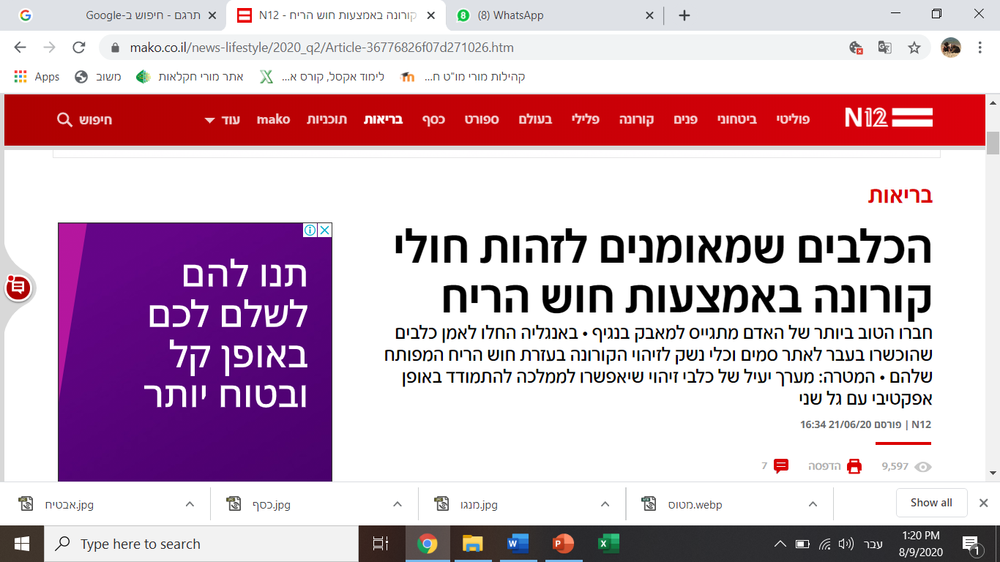 תרגם - חיפוש ב-Google
קורונה באמצעות חוש הריח - N12
(8) WhatsApp
mako.co.il/news-lifestyle/2020_q2/Article-36776826f07d271026.htm
Apps
משוב
אתר מורי חקלאות
לימוד אקסל, קורס א...
קהילות מורי מו"ט ח...
N12
פוליטי ביטחוני פנים קורונה פלילי בעולם ספורט כסף בריאות תוכניות mako עוד
חיפוש
בריאות
הכלבים שמאומנים לזהות חולי
קורונה באמצעות חוש הריח
חברו הטוב ביותר של האדם מתגייס למאבק בנגיף • באנגליה החלו לאמן כלבים
שהוכשרו בעבר לאתר סמים וכלי נשק לזיהוי הקורונה בעזרת חוש הריח המפותח
שלהם • המטרה: מערך יעיל של כלבי זיהוי שיאפשרו לממלכה להתמודד באופן
אפקטיבי עם גל שני
N12 | פורסם 21/06/20 16:34
9,597
הדפסה
7
תנו להם
לשלם לכם
באופן קל
ובטוח יותר
אבטיח.jpg
כסף.jpg
מנגו.jpg
מטוס.webp
Show all
Type here to search
עבר
1:20 PM
8/9/2020
1